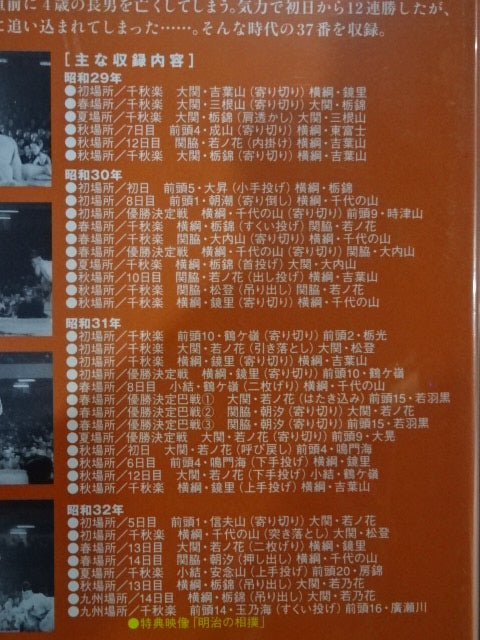 直前に4歳の長男を亡くしてしまう。気力で初日から12連勝したが、
に追い込まれてしまった……。そんな時代の37番を収録。
[主な収録内容]
昭和29年
●初場所／千秋楽 大関・吉葉山(寄り切り)横綱・鏡里
●春場所／千秋楽 大関・三根山(寄り切り)大関・栃錦
●夏場所／千秋楽 大関・栃錦(肩透かし)大関・三根山
●秋場所／7日目 前頭4・成山(寄り切り)横綱・東富士
●秋場所／12日目 関脇・若ノ花(内掛け)横綱・吉葉山
●秋場所／千秋楽 大関・栃錦(寄り切り)横綱・吉葉山
昭和30年
●初場所／初日 前頭5・大昇(小手投げ)横綱・栃錦
●初場所／8日目 前頭1・朝潮(寄り倒し)横綱・千代の山
●初場所／優勝決定戦 横綱・千代の山(寄り切り)前頭9・時津山
●春場所／千秋楽 横綱・栃錦(すくい投げ)関脇・若ノ花
●春場所／千秋楽 関脇・大内山(寄り切り)横綱・千代の山
●春場所／優勝決定戦 横綱・千代の山(寄り切り)関脇・大内山
●夏場所／千秋楽 横綱・栃錦(首投げ)大関・大内山
●秋場所／10日目 関脇・若ノ花(出し投げ)横綱・吉葉山
●秋場所／千秋楽 関脇・松登(吊り出し)関脇・若ノ花
●秋場所／千秋楽 横綱・鏡里(寄り切り)横綱・千代の山
昭和31年
●初場所／千秋楽 前頭10・鶴ケ嶺(寄り切り)前頭2・栃光
●初場所／千秋楽 大関・若ノ花(引き落とし)大関・松登
●初場所／千秋楽 横綱・鏡里(寄り切り)横綱・吉葉山
●初場所／優勝決定戦 横綱・鏡里(寄り切り)前頭10・鶴ケ嶺
●春場所／8日目 小結・鶴ケ嶺(二枚げり)横綱・千代の山
●春場所／優勝決定巴戦① 大関・若ノ花(はたき込み)前頭15・若羽黒
●春場所／優勝決定巴戦② 関脇・朝汐(寄り切り)大関・若ノ花
●春場所／優勝決定巴戦③ 関脇・朝汐(寄り切り)前頭15・若羽黒
●夏場所／優勝決定戦 大関・若ノ花(寄り切り)前頭9・大晃
●秋場所／初日 大関・若ノ花(呼び戻し)前頭4・鳴門海
●秋場所／6日目 前頭4・鳴門海(下手投げ)横綱・鏡里
●秋場所／12日目 大関・若ノ花(下手投げ)小結・鶴ケ嶺
●秋場所／千秋楽 横綱・鏡里(上手投げ)横綱・吉葉山
昭和32年
●初場所／5日目 前頭1・信夫山(寄り切り)大関・若ノ花
●初場所／千秋楽 横綱・千代の山(突き落とし)大関・松登
●春場所／13日目 大関・若ノ花(二枚げり)横綱・鏡里
●春場所／14日目 関脇・朝汐(押し出し)横綱・千代の山
●夏場所／千秋楽 小結・安念山(上手投げ)前頭20・房錦
●秋場所／13日目 横綱・栃錦(吊り出し)大関・若乃花
●九州場所／14日目 横綱・栃錦(吊り出し)大関・若乃花
●九州場所／千秋楽 前頭14・玉乃海(すくい投げ)前頭16・廣瀬川
●特典映像「明治の相撲」